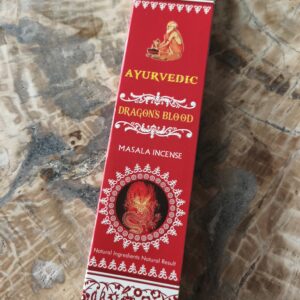 AYURVEDIC
DRAGON'S BLOOD
MASALA INCENSE
Natural Ingredients Natural Result